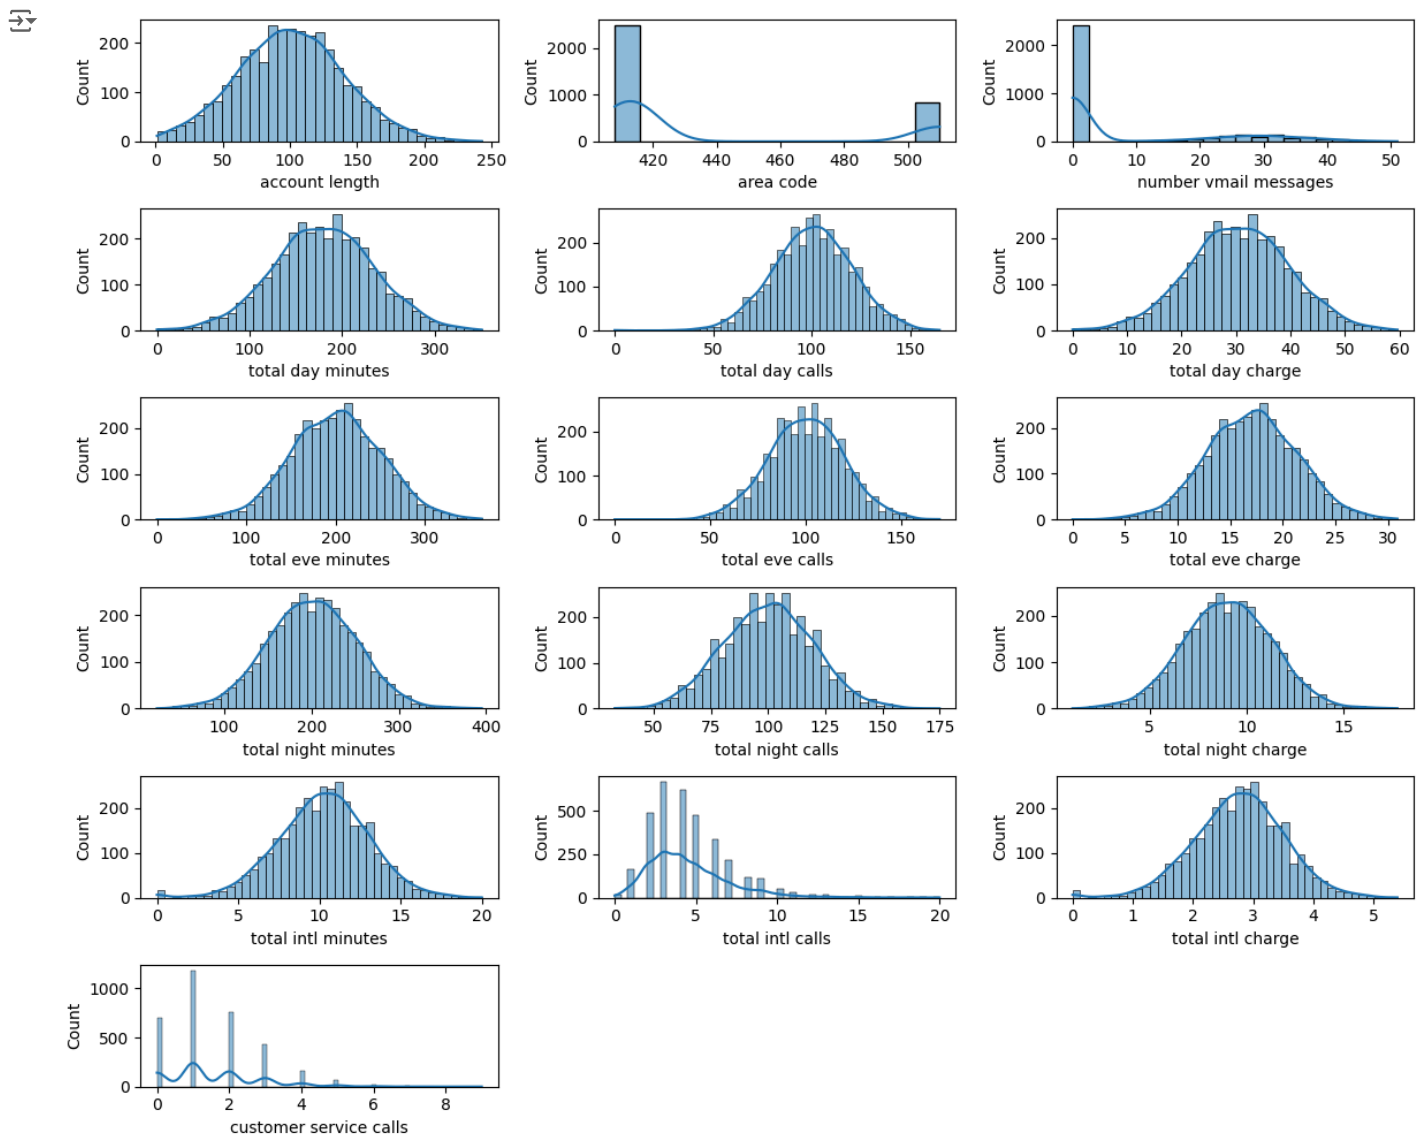 Count
200
100
0
0 50 100 150 200 250
account length
Count
2000
1000
0
420 440 460 480 500
area code
Count
2000
1000
0
0 10 20 30 40 50
number vmail messages
Count
200
100
0
0 100 200 300
total day minutes
Count
200
100
0
0 50 100 150
total day calls
Count
200
100
0
0 10 20 30 40 50 60
total day charge
Count
200
100
0
0 100 200 300
total eve minutes
Count
200
100
0
0 50 100 150
total eve calls
Count
200
100
0
0 5 10 15 20 25 30
total eve charge
Count
200
100
0
100 200 300 400
total night minutes
Count
200
100
0
50 75 100 125 150 175
total night calls
Count
200
100
0
5 10 15
total night charge
Count
200
100
0
0 5 10 15 20
total intl minutes
Count
500
250
0
0 5 10 15 20
total intl calls
Count
200
100
0
0 1 2 3 4 5
total intl charge
Count
1000
500
0
0 2 4 6 8
customer service calls